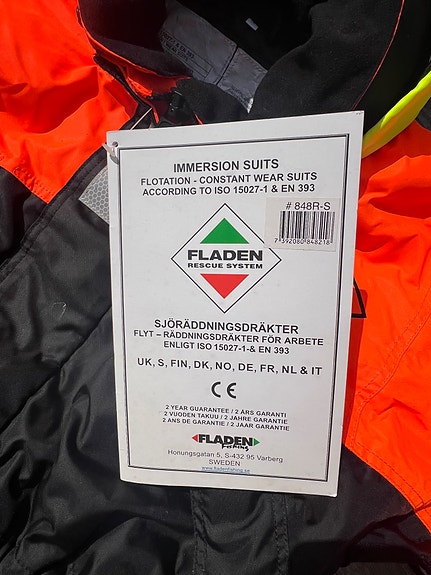 IMMERSION SUITS
FLOTATION - CONSTANT WEAR SUITS
ACCORDING TO ISO 15027-1 & EN 393
# 848R-S
7 392080 848218
FLADEN
RESCUE SYSTEM
SJÖRÄDDNINGSDRÄKTER
FLYT – RÄDDNINGSDRÄKTER FÖR ARBETE
ENLIGT ISO 15027-1-& EN 393
UK, S, FIN, DK, NO, DE, FR, NL & IT
CE
2 YEAR GUARANTEE / 2 ÅRS GARANTI
2 VUODEN TAKUU / 2 JAHRE GARANTIE
2 ANS DE GARANTIE / 2 JAAR GARANTIE
FLADEN
Fishing
Honungsgatan 5, S-432 95 Varberg
SWEDEN
www.fladenfishing.se